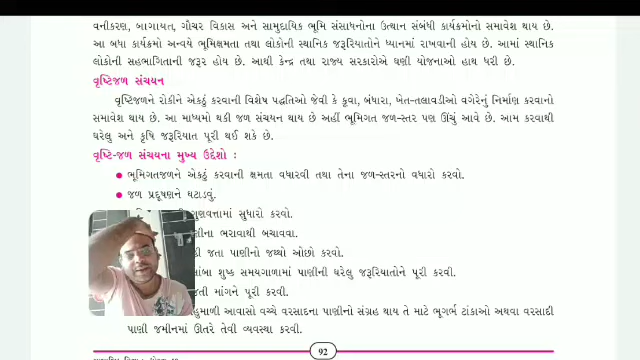 વનીકરણ, બાગાયત, ગૌચર વિકાસ અને સામુદાયિક ભૂમિ સંસાધનોના ઉત્થાન સંબંધી કાર્યક્રમોનો સમાવેશ થાય છે.
આ બધા કાર્યક્રમો અન્વયે ભૂમિક્ષમતા તથા લોકોની સ્થાનિક જરૂરિયાતોને ધ્યાનમાં રાખવાની હોય છે. આમાં સ્થાનિક
લોકોની સહભાગિતાની જરૂર હોય છે. આથી કેન્દ્ર તથા રાજ્ય સરકારોએ ઘણી યોજનાઓ હાથ ધરી છે.
વૃષ્ટિજળ સંચયન
વૃષ્ટિજળને રોકીને એકઠું કરવાની વિશેષ પદ્ધતિઓ જેવી કે કૂવા, બંધારા, ખેત-તલાવડીઓ વગેરેનું નિર્માણ કરવાનો
સમાવેશ થાય છે. આ માધ્યમો થકી જળ સંચયન થાય છે અહીં ભૂમિગત જળ-સ્તર પણ ઊંચું આવે છે. આમ કરવાથી
ઘરેલુ અને કૃષિ જરૂરિયાત પૂરી થઈ શકે છે.
વૃષ્ટિ-જળ સંચયના મુખ્ય ઉદ્દેશો :
ભૂમિગતજળને એકઠું કરવાની ક્ષમતા વધારવી તથા તેના જળ-સ્તરનો વધારો કરવો.
જળ પ્રદૂષણને ઘટાડવું.
ગુણવત્તામાં સુધારો કરવો.
ભરાવાથી બચાવવા.
જતા પાણીનો જથ્થો ઓછો કરવો.
શુષ્ક સમયગાળામાં પાણીની ઘરેલુ જરૂરિયાતોને પૂરી કરવી.
માંગને પૂરી કરવી.
આવાસો વચ્ચે વરસાદના પાણીનો સંગ્રહ થાય તે માટે ભૂગર્ભ ટાંકાઓ અથવા વરસાદી
પાણી જમીનમાં ઊતરે તેવી વ્યવસ્થા કરવી.
92